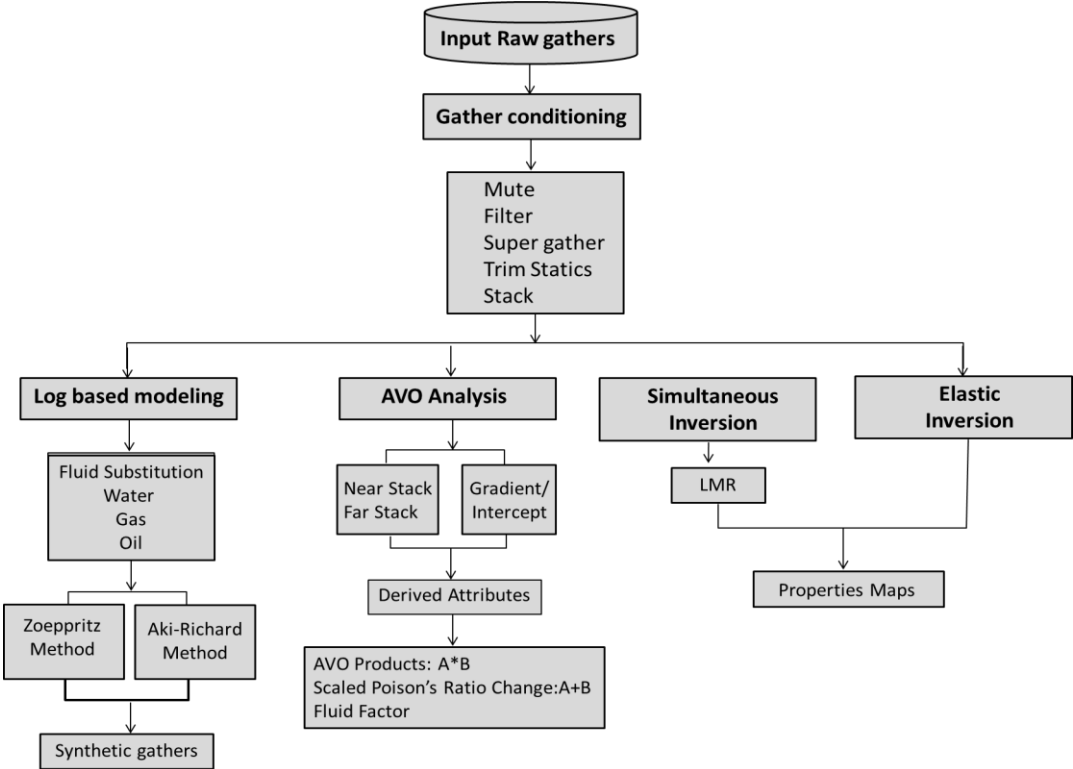 Input Raw gathers
Gather conditioning
Mute
Filter
Super gather
Trim Statics
Stack
Log based modeling
Fluid Substitution
Water
Gas
Oil
Zoeppritz
Method
Aki-Richard
Method
Synthetic gathers
AVO Analysis
Near Stack
Far Stack
Gradient/
Intercept
Derived Attributes
AVO Products: A*B
Scaled Poison's Ratio Change:A+B
Fluid Factor
Simultaneous
Inversion
LMR
Elastic
Inversion
Properties Maps